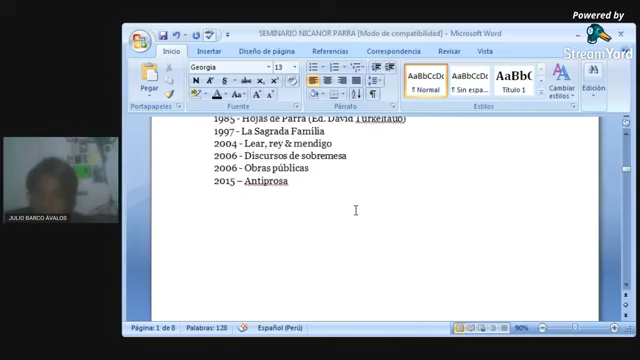 Powered by
StreamYard
SEMINARIO NICANOR PARRA [Modo de compatibilidad] - Microsoft Word
Inicio Insertar Diseño de página Referencias Correspondencia Revisar Vista
Pegar
Georgia 13
AaBbCcDc AaBbCcDc AaBbC
¶ Normal ¶ Sin espa... Título 1
Cambiar estilos
Edición
Portapapeles Fuente Párrafo Estilos
1985 - Hojas de Parra (Ed. David Turkeltaub)
1997 - La Sagrada Familia
2004 - Lear, rey & mendigo
2006 - Discursos de sobremesa
2006 - Obras públicas
2015 – Antiprosa
JULIO BARCO ÁVALOS
Página: 1 de 8 Palabras: 128 Español (Perú) 90%